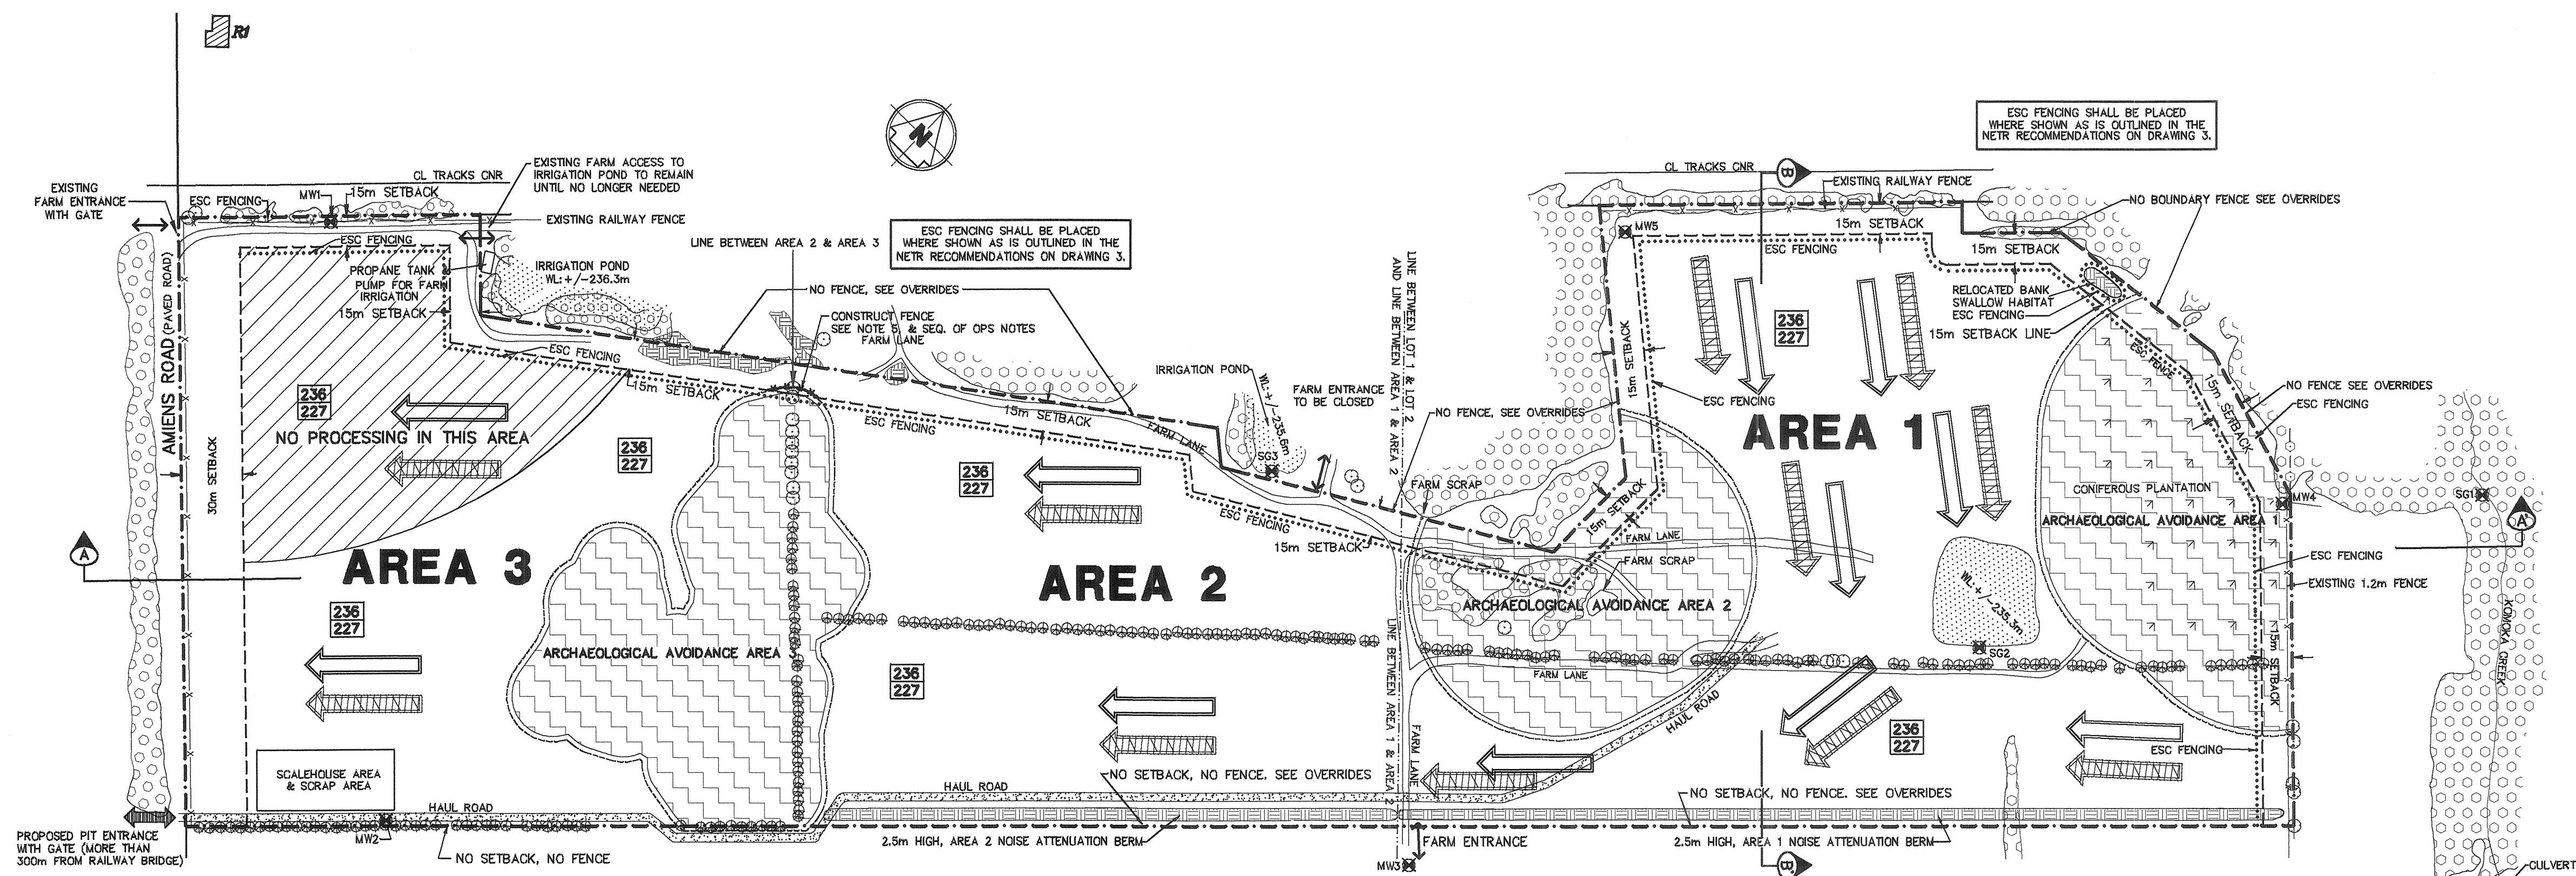 R1
N
ESC FENCING SHALL BE PLACED
WHERE SHOWN AS IS OUTLINED IN THE
NETR RECOMMENDATIONS ON DRAWING 3.
EXISTING
FARM ENTRANCE
WITH GATE
ESC FENCING
MW1
15m SETBACK
CL TRACKS CNR
EXISTING FARM ACCESS TO
IRRIGATION POND TO REMAIN
UNTIL NO LONGER NEEDED
EXISTING RAILWAY FENCE
CL TRACKS CNR
B'
EXISTING RAILWAY FENCE
NO BOUNDARY FENCE SEE OVERRIDES
LINE BETWEEN AREA 2 & AREA 3
ESC FENCING SHALL BE PLACED
WHERE SHOWN AS IS OUTLINED IN THE
NETR RECOMMENDATIONS ON DRAWING 3.
MW5
15m SETBACK
ESC FENCING
15m SETBACK
ESC FENCING
PROPANE TANK &
PUMP FOR FARM
IRRIGATION
15m SETBACK
IRRIGATION POND
WL: +/-236.3m
NO FENCE, SEE OVERRIDES
CONSTRUCT FENCE
SEE NOTE 5, & SEQ. OF OPS NOTES
FARM LANE
LINE BETWEEN LOT 1 & LOT 2
AND LINE BETWEEN AREA 1 & AREA 2
RELOCATED BANK
SWALLOW HABITAT
ESC FENCING
15m SETBACK LINE
236
227
AMIENS ROAD (PAVED ROAD)
30m SETBACK
ESC FENCING
15m SETBACK
236
227
NO PROCESSING IN THIS AREA
236
227
ESC FENCING
15m SETBACK
FARM LANE
IRRIGATION POND
WL: +/-235.6m
SG3
FARM ENTRANCE
TO BE CLOSED
NO FENCE, SEE OVERRIDES
15m SETBACK
ESC FENCING
AREA 1
ESC FENCE
15m SETBACK
NO FENCE SEE OVERRIDES
ESC FENCING
236
227
ESC FENCING
15m SETBACK
FARM SCRAP
15m SETBACK
FARM LANE
FARM SCRAP
CONIFEROUS PLANTATION
ARCHAEOLOGICAL AVOIDANCE AREA 1
MW4
SG1
A
A'
AREA 3
AREA 2
ARCHAEOLOGICAL AVOIDANCE AREA 2
WL: +/-235.3m
SG2
ESC FENCING
EXISTING 1.2m FENCE
KOMOKA CREEK
15m SETBACK
236
227
ARCHAEOLOGICAL AVOIDANCE AREA 3
236
227
LINE BETWEEN AREA 1 & AREA 2
FARM LANE
FARM LANE
HAUL ROAD
236
227
ESC FENCING
SCALEHOUSE AREA
& SCRAP AREA
HAUL ROAD
HAUL ROAD
NO SETBACK, NO FENCE. SEE OVERRIDES
NO SETBACK, NO FENCE. SEE OVERRIDES
PROPOSED PIT ENTRANCE
WITH GATE (MORE THAN
300m FROM RAILWAY BRIDGE)
MW2
NO SETBACK, NO FENCE
2.5m HIGH, AREA 2 NOISE ATTENUATION BERM
MW3
FARM ENTRANCE
2.5m HIGH, AREA 1 NOISE ATTENUATION BERM
B
CULVERT